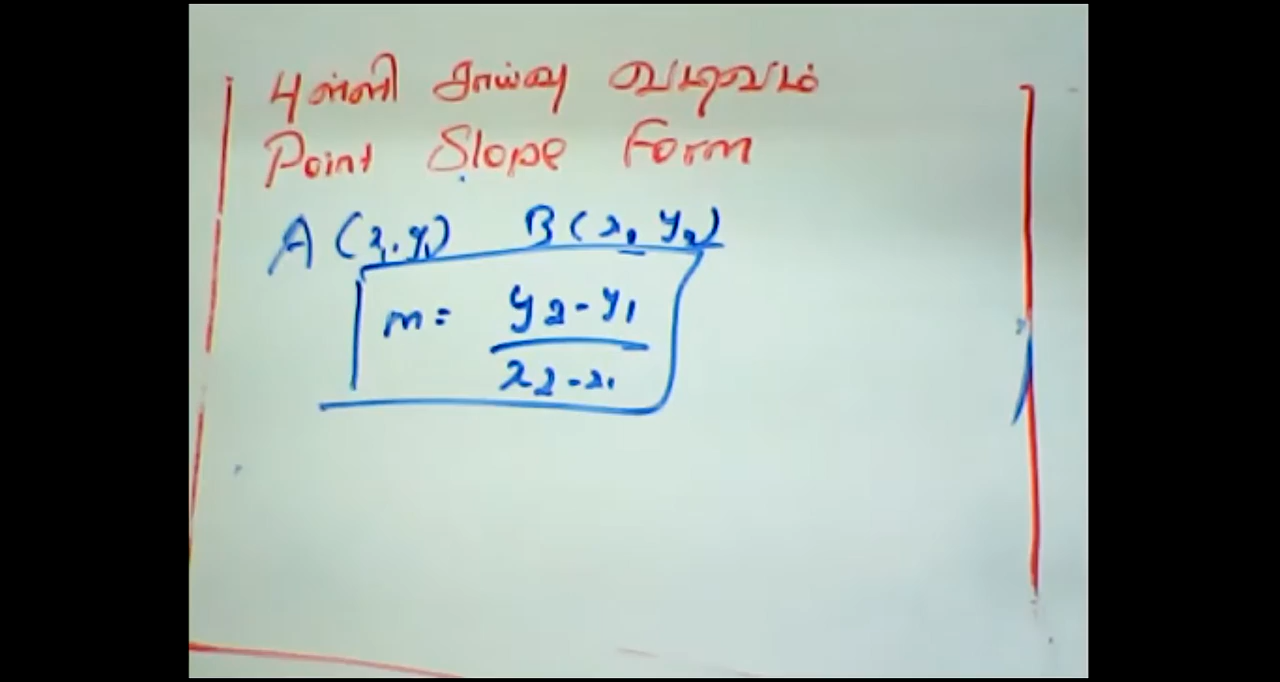 புள்ளி சாய்வு வடிவம்
Point Slope Form
A (x₁, y₁) B (x₂ y₂)
m = y₂ - y₁ / x₂ - x₁